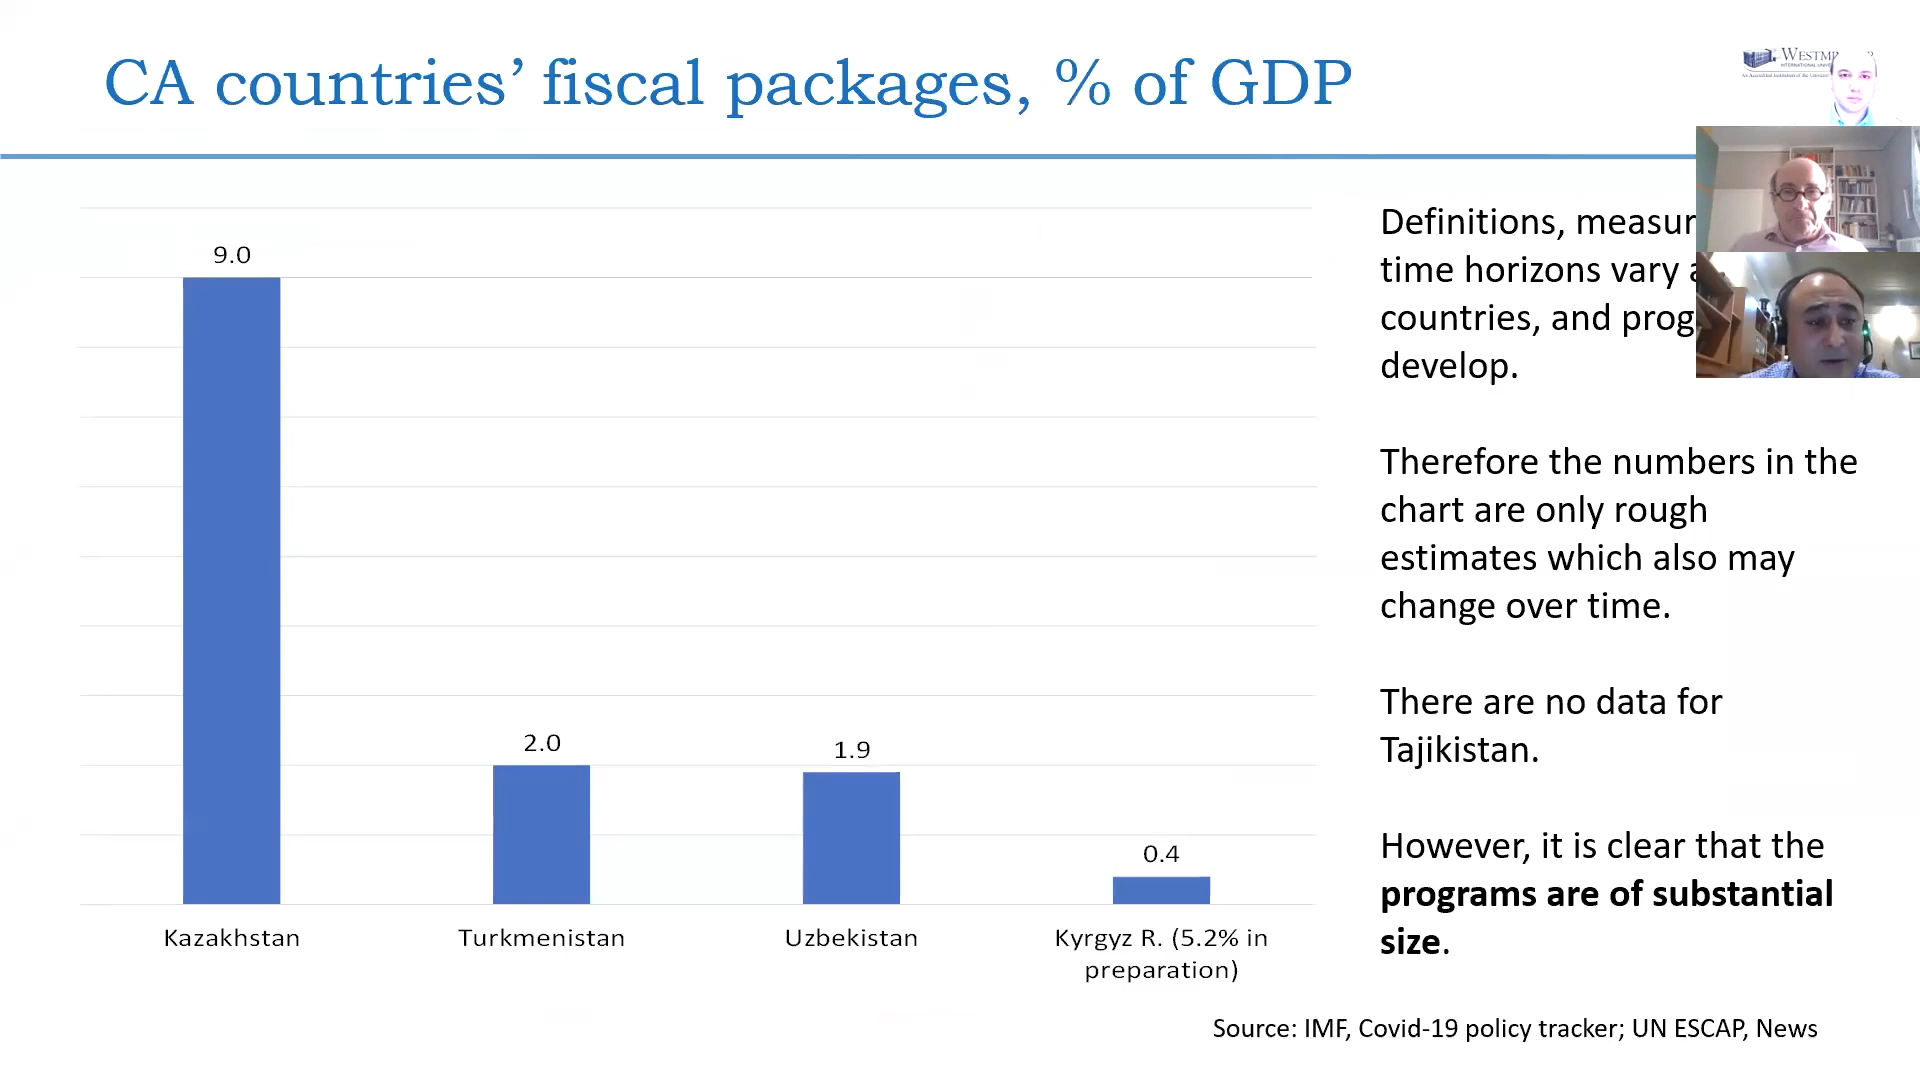 CA countries’ fiscal packages, % of GDP
9.0
2.0
1.9
0.4
Kazakhstan
Turkmenistan
Uzbekistan
Kyrgyz R. (5.2% in
preparation)
Definitions,
time horizons vary
countries, and
develop.
Therefore the numbers in the
chart are only rough
estimates which also may
change over time.
There are no data for
Tajikistan.
However, it is clear that the
programs are of substantial
size.
Source: IMF, Covid-19 policy tracker; UN ESCAP, News